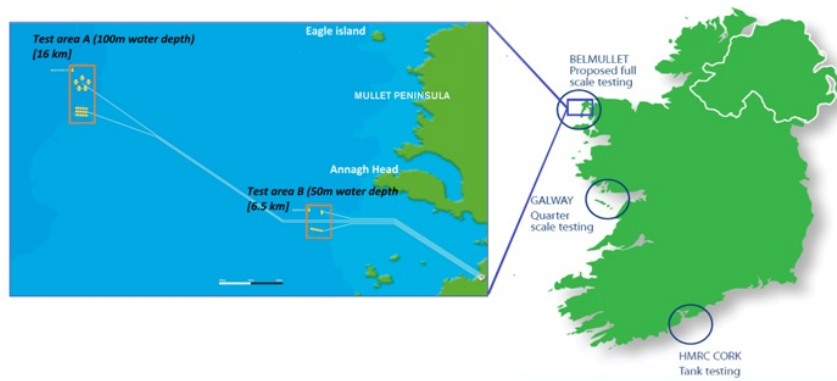 Test area A (100m water depth)
[16 km]
Eagle island
MULLET PENINSULA
Annagh Head
Test area B (50m water depth
[6.5 km]
BELMULLET
Proposed full
scale testing
GALWAY
Quarter
scale testing
HMRC CORK
Tank testing